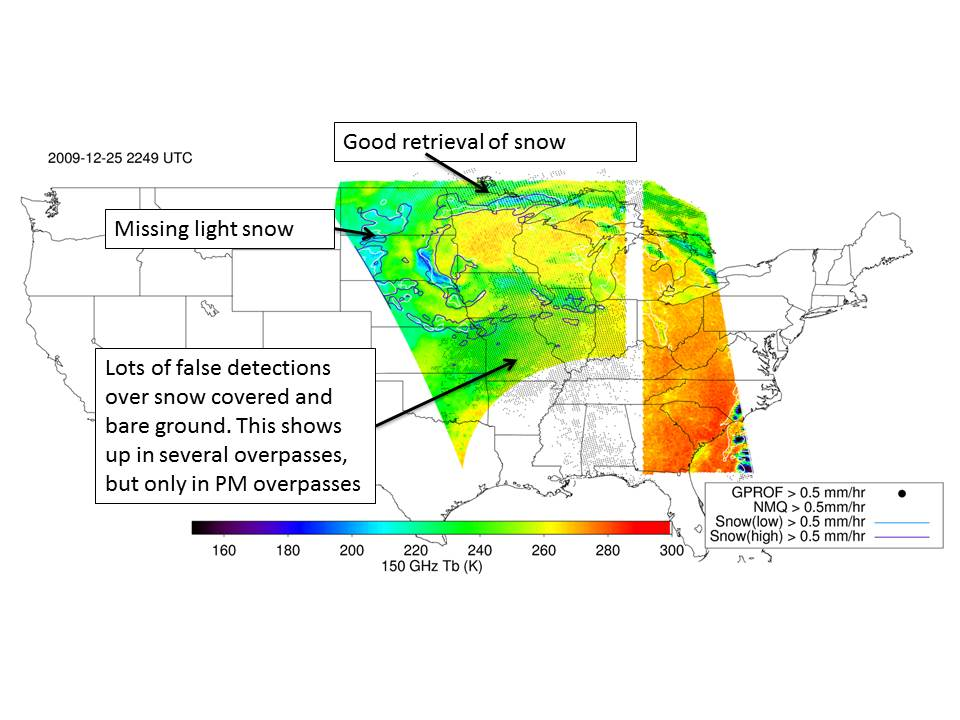 Good retrieval of snow
2009-12-25 2249 UTC
Missing light snow
Lots of false detections
over snow covered and
bare ground. This shows
up in several overpasses,
but only in PM overpasses
GPROF > 0.5 mm/hr
NMQ > 0.5mm/hr
Snow(low) > 0.5 mm/hr
Snow(high) > 0.5 mm/hr
160 180 200 220 240 260 280 300
150 GHz Tb (K)